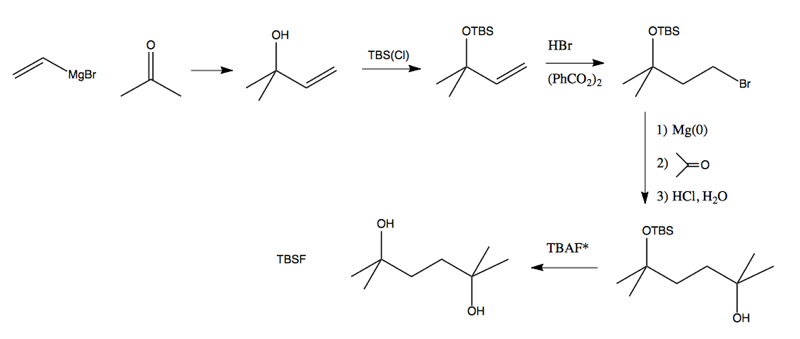 MgBr
O
OH
TBS(Cl)
OTBS
HBr
(PhCO₂)₂
OTBS
Br
1) Mg(0)
2) O
3) HCl, H₂O
OTBS
OH
TBAF*
OH
OH
TBSF